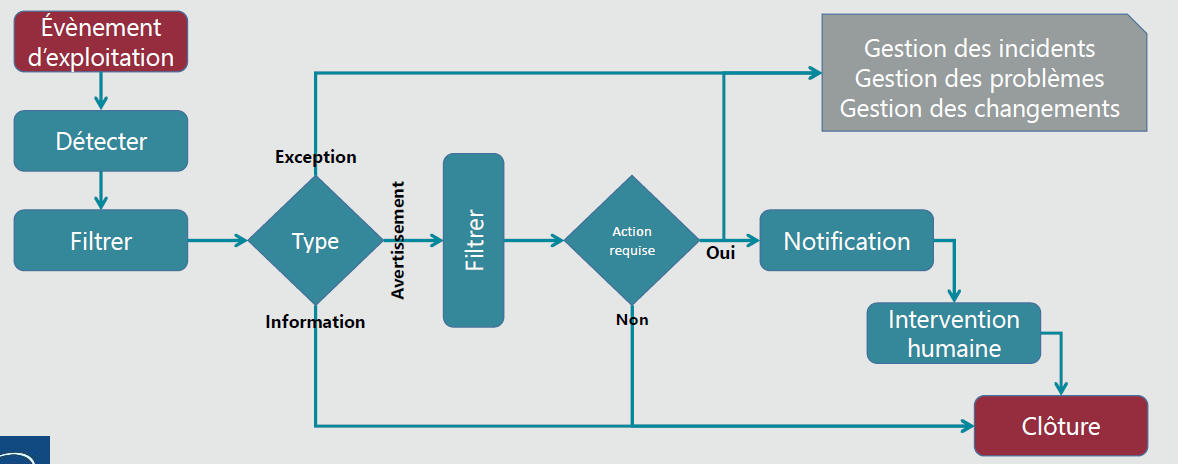 Évènement
d'exploitation
Détecter
Filtrer
Type
Exception
Avertissement
Information
Filtrer
Action
requise
Oui
Non
Notification
Intervention
humaine
Clôture
Gestion des incidents
Gestion des problèmes
Gestion des changements